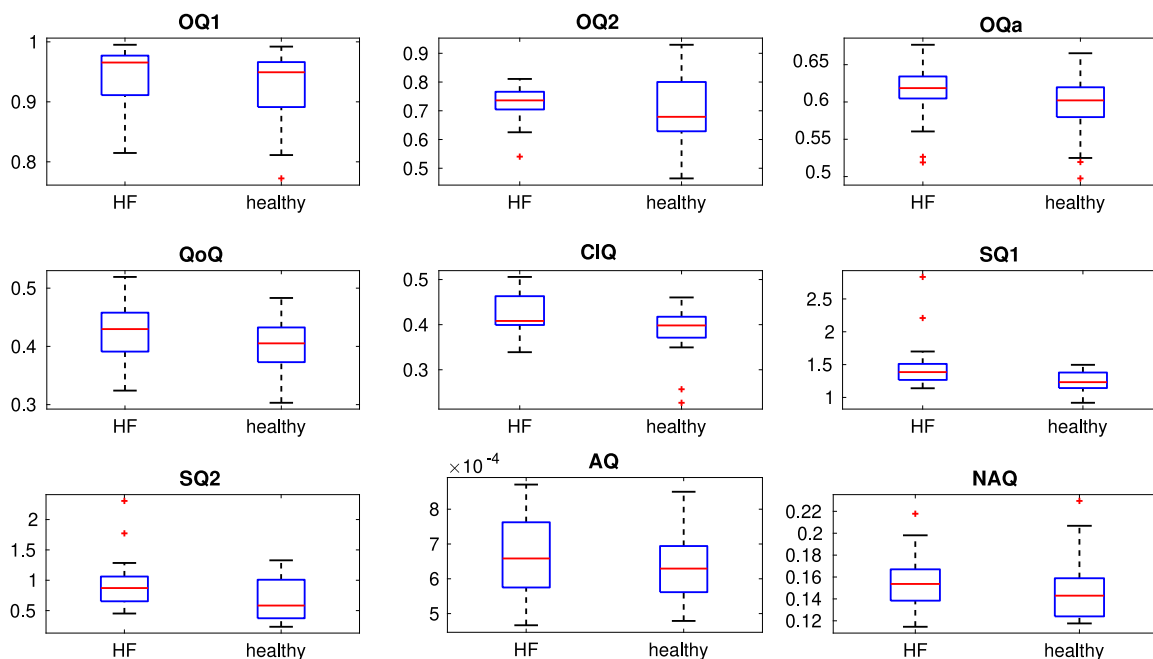 OQ1
1
0.9
0.8
HF healthy
OQ2
0.9
0.8
0.7
0.6
0.5
HF healthy
OQa
0.65
0.6
0.55
0.5
HF healthy
QoQ
0.5
0.4
0.3
HF healthy
ClQ
0.5
0.4
0.3
HF healthy
SQ1
2.5
2
1.5
1
HF healthy
SQ2
2
1
0.5
HF healthy
AQ
×10⁻⁴
8
7
6
5
HF healthy
NAQ
0.22
0.2
0.18
0.16
0.14
0.12
HF healthy